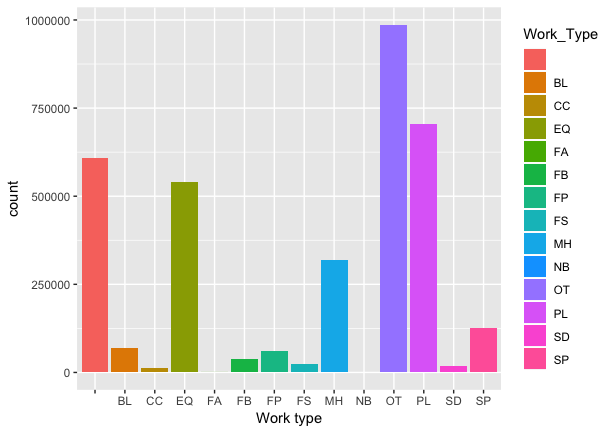 1000000
750000
500000
250000
0
count
BL CC EQ FA FB FP FS MH NB OT PL SD SP
Work type
Work_Type
BL
CC
EQ
FA
FB
FP
FS
MH
NB
OT
PL
SD
SP